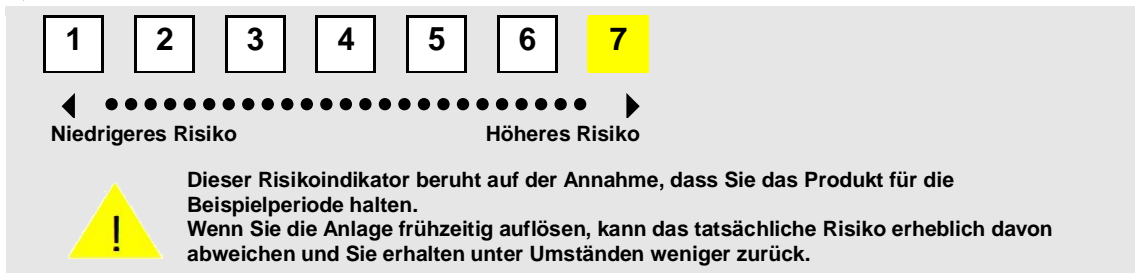 1 2 3 4 5 6 7
Niedrigeres Risiko Höheres Risiko
Dieser Risikoindikator beruht auf der Annahme, dass Sie das Produkt für die
Beispielperiode halten.
Wenn Sie die Anlage frühzeitig auflösen, kann das tatsächliche Risiko erheblich davon
abweichen und Sie erhalten unter Umständen weniger zurück.
!